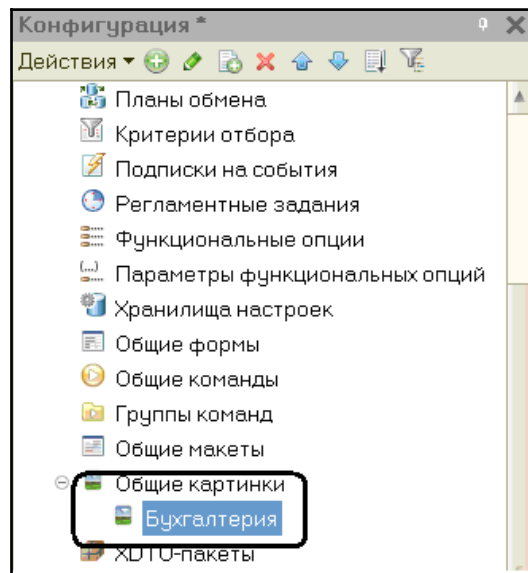 Конфигурация *
Действия
Планы обмена
Критерии отбора
Подписки на события
Регламентные задания
Функциональные опции
Параметры функциональных опций
Хранилища настроек
Общие формы
Общие команды
Группы команд
Общие макеты
Общие картинки
Бухгалтерия
XDTO-пакеты